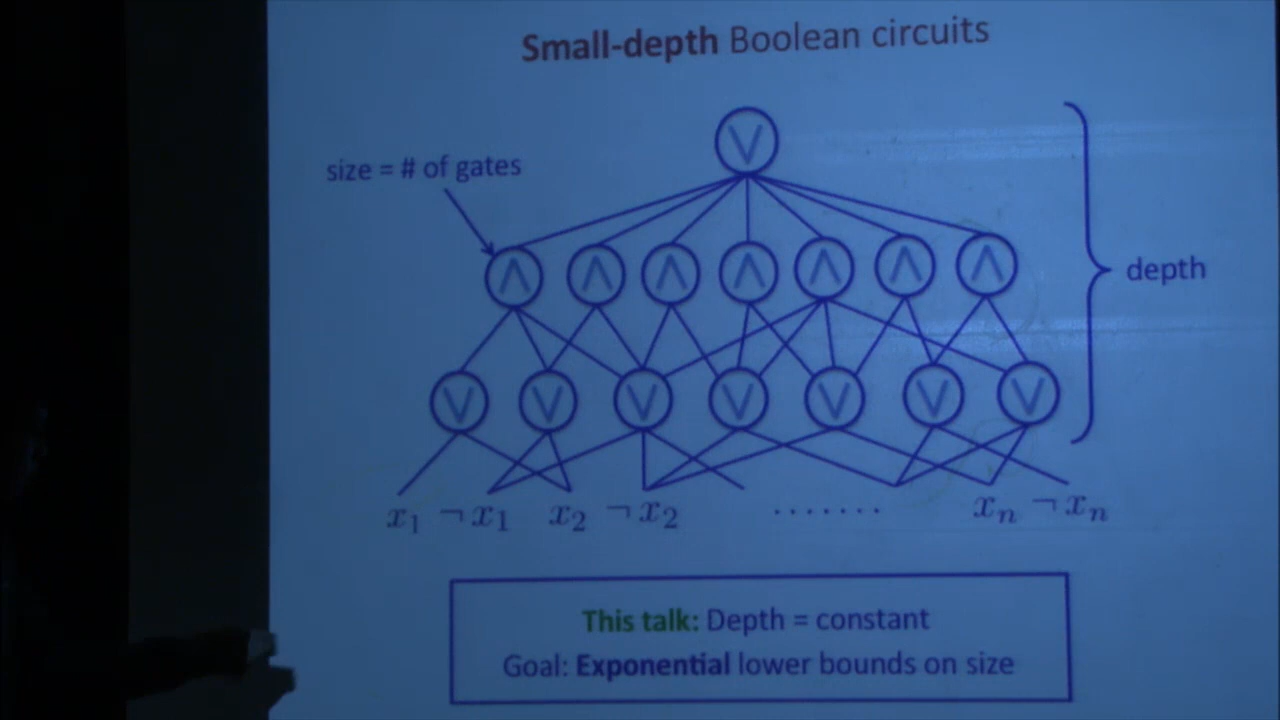 Small-depth Boolean circuits
size = # of gates
∨
∧ ∧ ∧ ∧ ∧ ∧ ∧
depth
∨ ∨ ∨ ∨ ∨ ∨ ∨
x₁ ¬x₁ x₂ ¬x₂ ........ xₙ ¬xₙ
This talk: Depth = constant
Goal: Exponential lower bounds on size